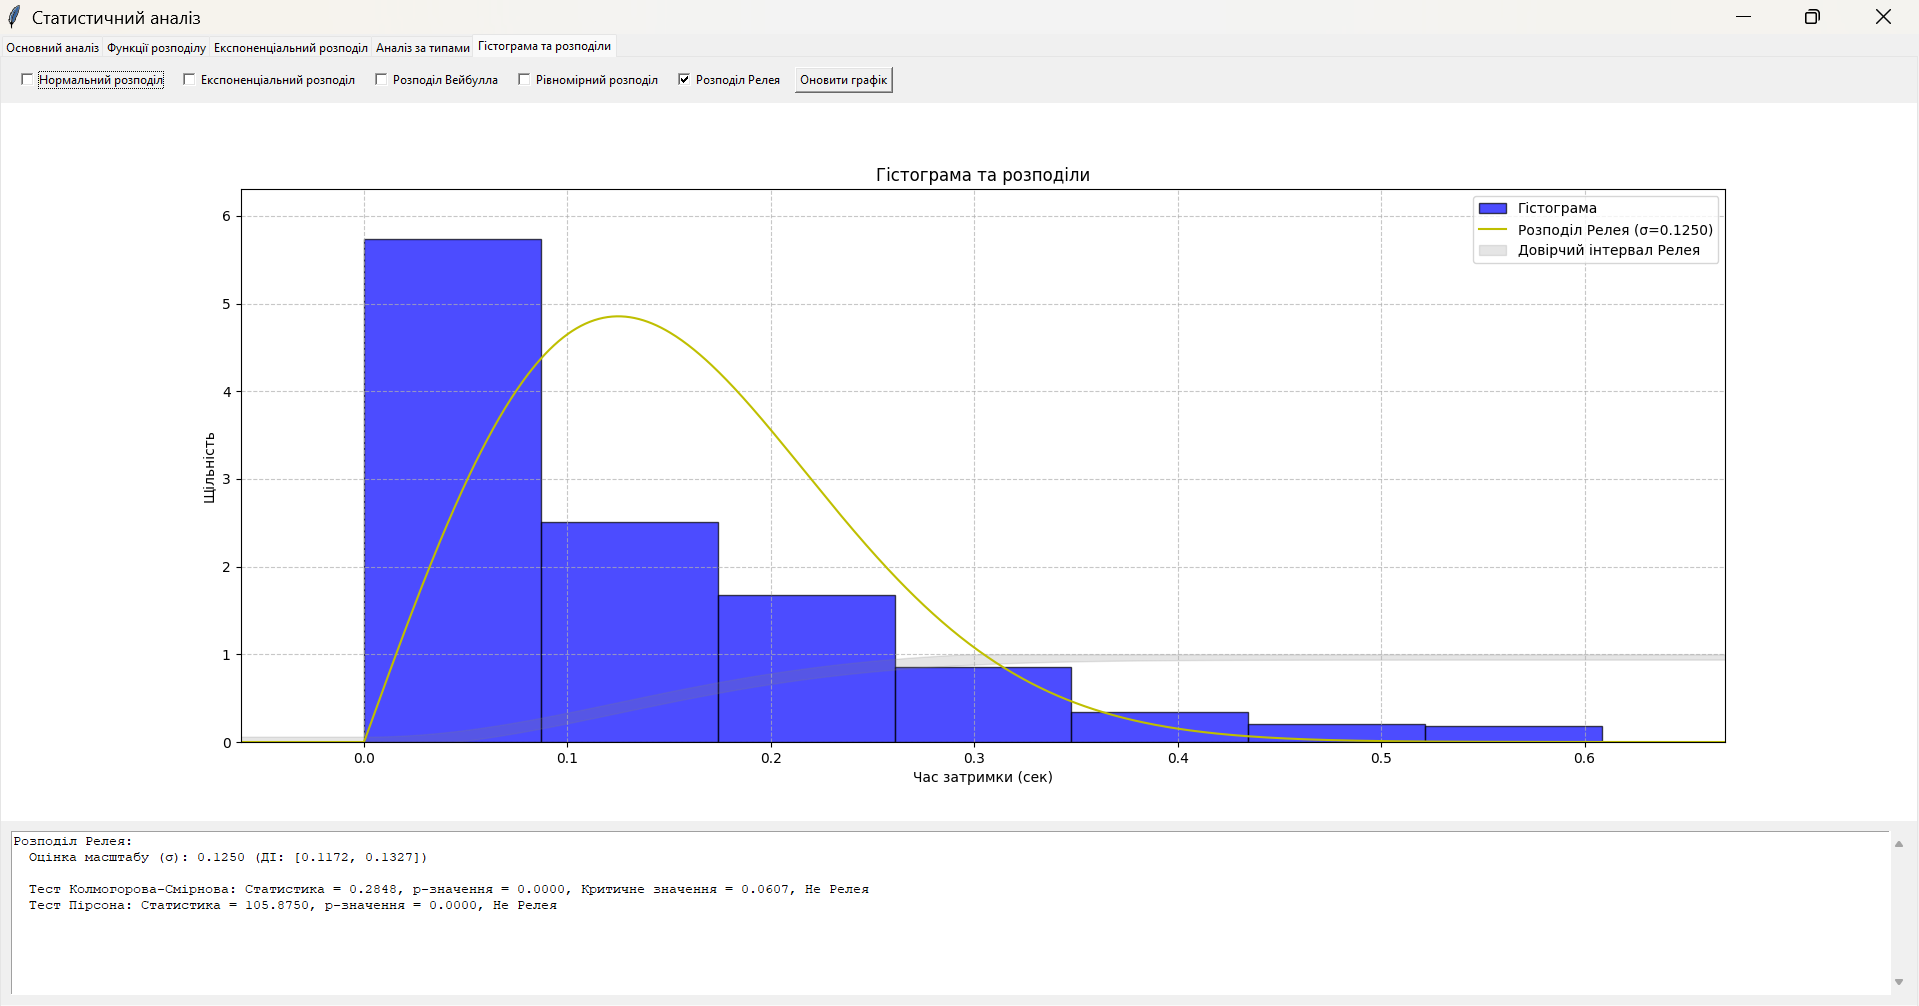 Статистичний аналіз
Основний аналіз Функції розподілу Експоненціальний розподіл Аналіз за типами Гістограма та розподіли
Нормальний розподіл Експоненціальний розподіл Розподіл Вейбулла Рівномірний розподіл Розподіл Релея Оновити графік
Гістограма та розподіли
Гістограма
Розподіл Релея (σ=0.1250)
Довірчий інтервал Релея
6
5
4
3
2
1
0
Щільність
0.0 0.1 0.2 0.3 0.4 0.5 0.6
Час затримки (сек)
Розподіл Релея:
Оцінка масштабу (σ): 0.1250 (ДІ: [0.1172, 0.1327])
Тест Колмогорова-Смірнова: Статистика = 0.2848, p-значення = 0.0000, Критичне значення = 0.0607, Не Релея
Тест Пірсона: Статистика = 105.8750, p-значення = 0.0000, Не Релея